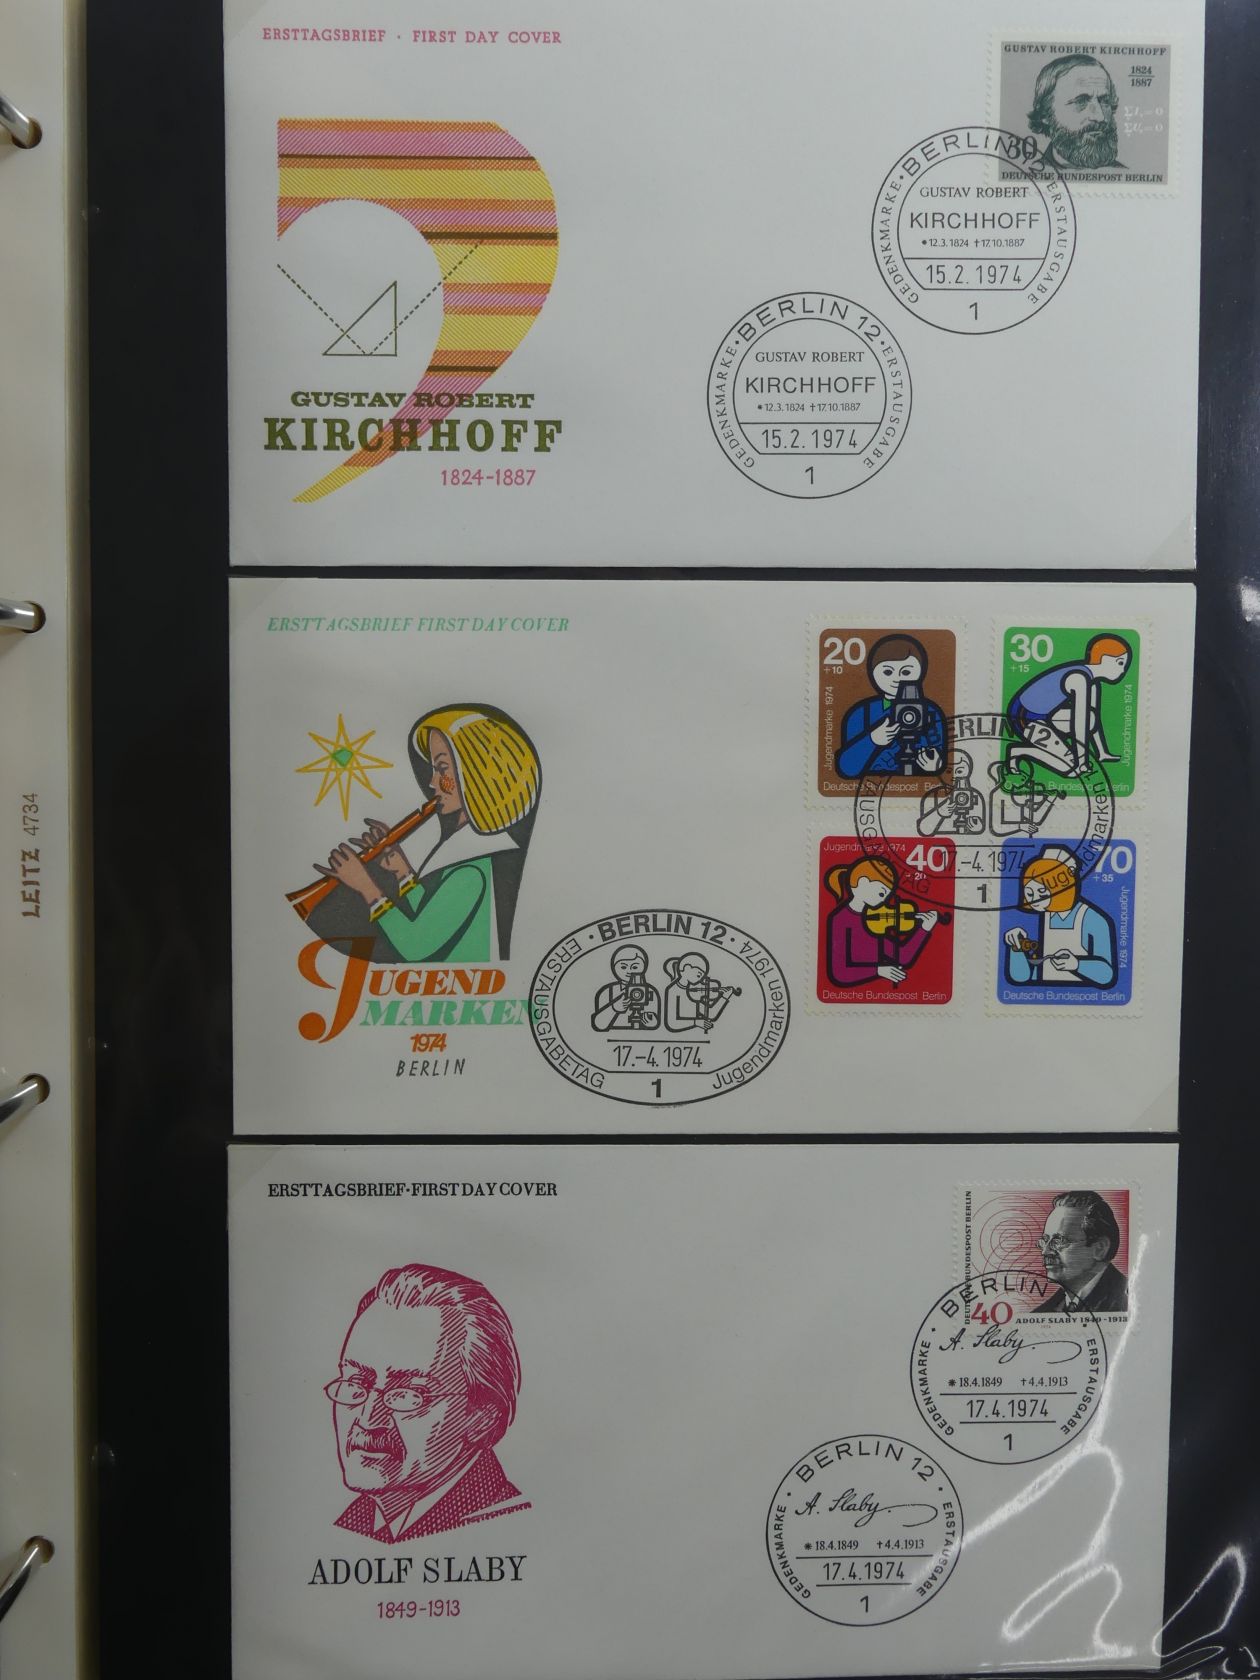 ERSTTAGSBRIEF · FIRST DAY COVER
GUSTAV ROBERT KIRCHHOFF
1824
1887
30
DEUTSCHE BUNDESPOST BERLIN
BERLIN 12
GUSTAV ROBERT
KIRCHHOFF
*12.3.1824 †17.10.1887
15.2.1974
GEDENKMARKE · ERSTAUSGABE
1
BERLIN 12
GUSTAV ROBERT
KIRCHHOFF
*12.3.1824 †17.10.1887
15.2.1974
GEDENKMARKE · ERSTAUSGABE
1
GUSTAV ROBERT
KIRCHHOFF
1824-1887
LEITZ 4734
ERSTTAGSBRIEF FIRST DAY COVER
20
+10
Jugendmarke 1974
Deutsche Bundespost Berlin
30
+15
Jugendmarke 1974
Jugendmarke 1974
40
+20
Deutsche Bundespost Berlin
70
+35
Jugendmarke 1974
Deutsche Bundespost Berlin
BERLIN 12
17.-4.1974
1
Jugendmarken
· BERLIN 12 ·
ERSTAUSGABETAG
Jugendmarken 1974
17.-4.1974
1
JUGEND
MARKEN
1974
BERLIN
ERSTTAGSBRIEF·FIRST DAY COVER
DEUTSCHE BUNDESPOST BERLIN
40
ADOLF SLABY 1849-1913
BERLIN 12
A. Slaby
*18.4.1849 †4.4.1913
17.4.1974
GEDENKMARKE · ERSTAUSGABE
1
BERLIN 12
A. Slaby
*18.4.1849 †4.4.1913
17.4.1974
GEDENKMARKE · ERSTAUSGABE
1
ADOLF SLABY
1849-1913